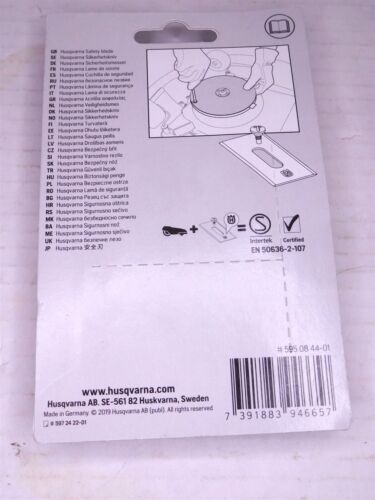 GB Husqvarna Safety blade
SE Husqvarna Säkerhetskniv
DE Husqvarna Sicherheitsmesser
FR Husqvarna Lame de sûreté
ES Husqvarna Cuchilla de seguridad
RU Husqvarna безопасное лезвие
PT Husqvarna Lâmina de segurança
IT Husqvarna Lama di sicurezza
GR Husqvarna Λεπίδα ασφαλείας
NL Husqvarna Veiligheidsmes
DK Husqvarna Sikkerhedskniv
NO Husqvarna Sikkerhetskniv
FI Husqvarna Turvaterä
EE Husqvarna Ohutu lõiketera
LT Husqvarna Saugus peilis
LV Husqvarna Drošības asmens
CZ Husqvarna Bezpečný břit
SI Husqvarna Varnostno rezilo
SK Husqvarna Bezpečný nôž
TR Husqvarna Güvenli bıçak
HU Husqvarna Biztonsági penge
PL Husqvarna Bezpieczne ostrza
RO Husqvarna Lamă de siguranță
BG Husqvarna Резец със защита
HR Husqvarna Sigurnosna oštrica
RS Husqvarna Sigurnosno sečivo
MK Husqvarna безбедносно сечиво
BA Husqvarna Sigurnosni nož
ME Husqvarna Sigurnosno sječivo
UK Husqvarna безпечне лезо
JP Husqvarna 安全刃
+ =
S
Intertek
Certified
EN 50636-2-107
# 595 08 44-01
www.husqvarna.com
Husqvarna AB. SE-561 82 Huskvarna, Sweden
Made in Germany © 2019 Husqvarna AB (publ). All rights reserved.
# 597 24 22-01
7 391883 946657